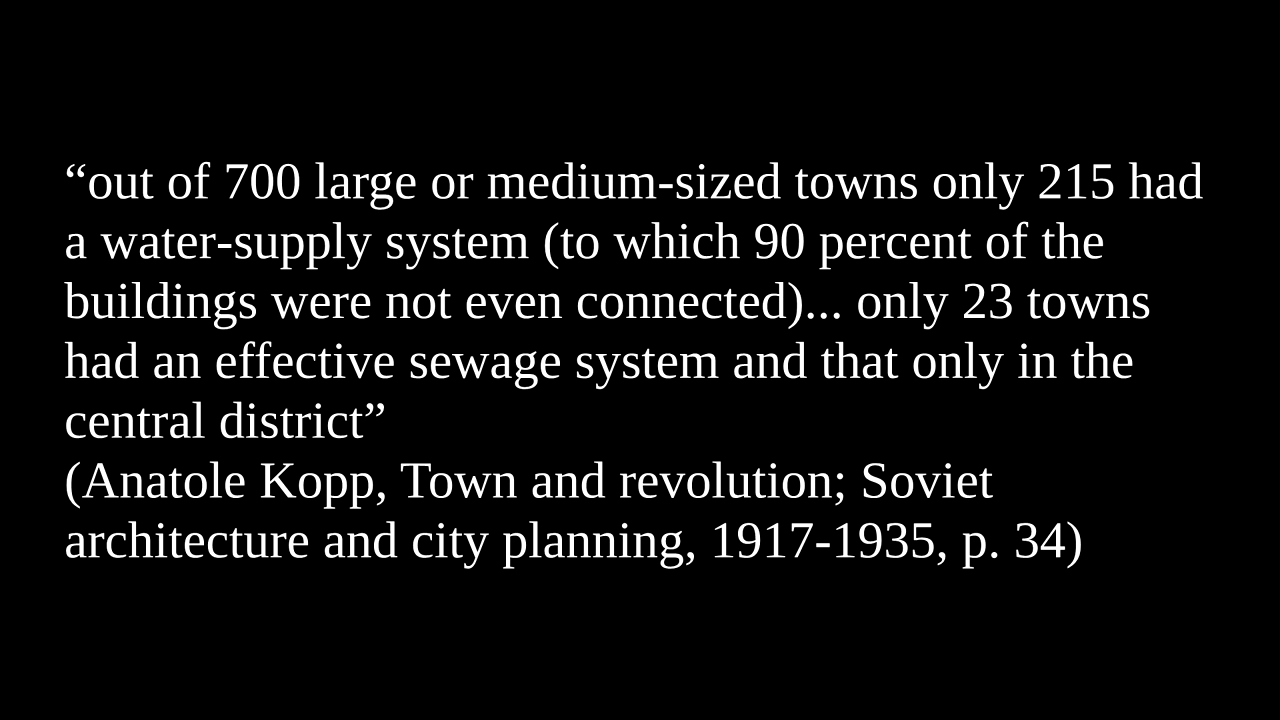 “out of 700 large or medium-sized towns only 215 had
a water-supply system (to which 90 percent of the
buildings were not even connected)... only 23 towns
had an effective sewage system and that only in the
central district”
(Anatole Kopp, Town and revolution; Soviet
architecture and city planning, 1917-1935, p. 34)